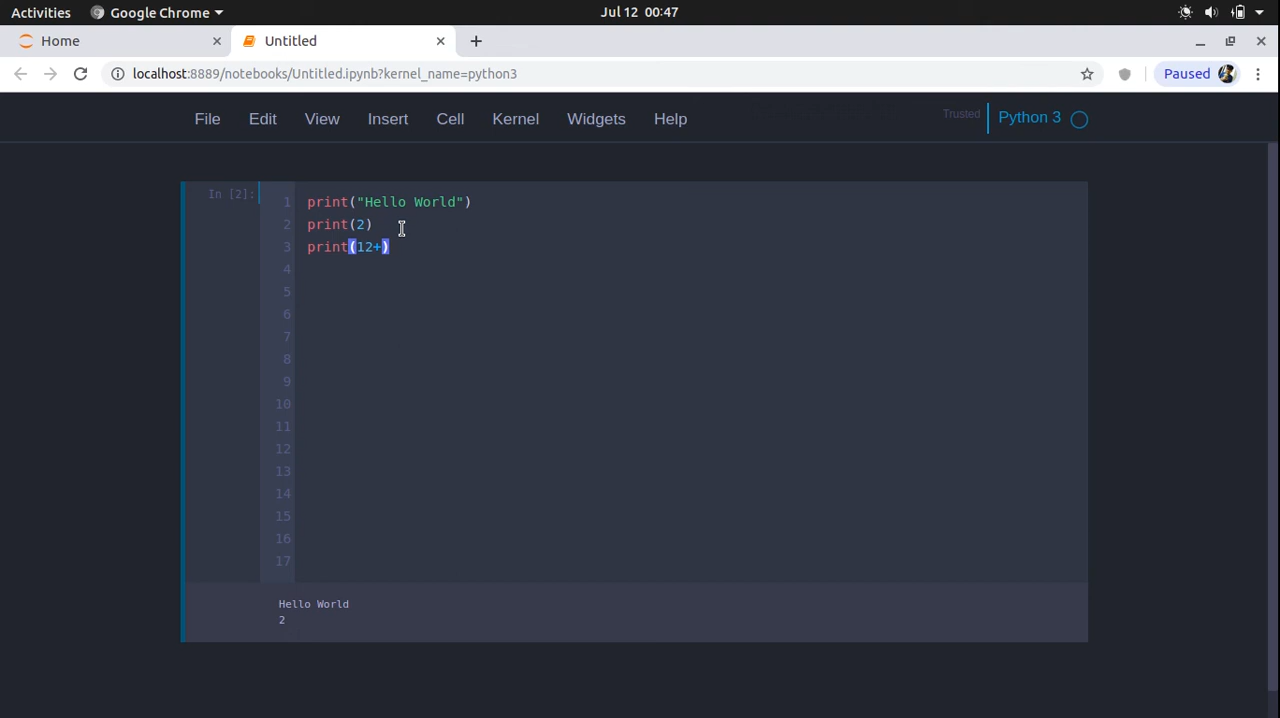 Activities Google Chrome Jul 12 00:47
Home Untitled
localhost:8889/notebooks/Untitled.ipynb?kernel_name=python3 Paused
File Edit View Insert Cell Kernel Widgets Help Trusted Python 3
In [2]:
1 print("Hello World")
2 print(2)
3 print(12+)
4
5
6
7
8
9
10
11
12
13
14
15
16
17
Hello World
2